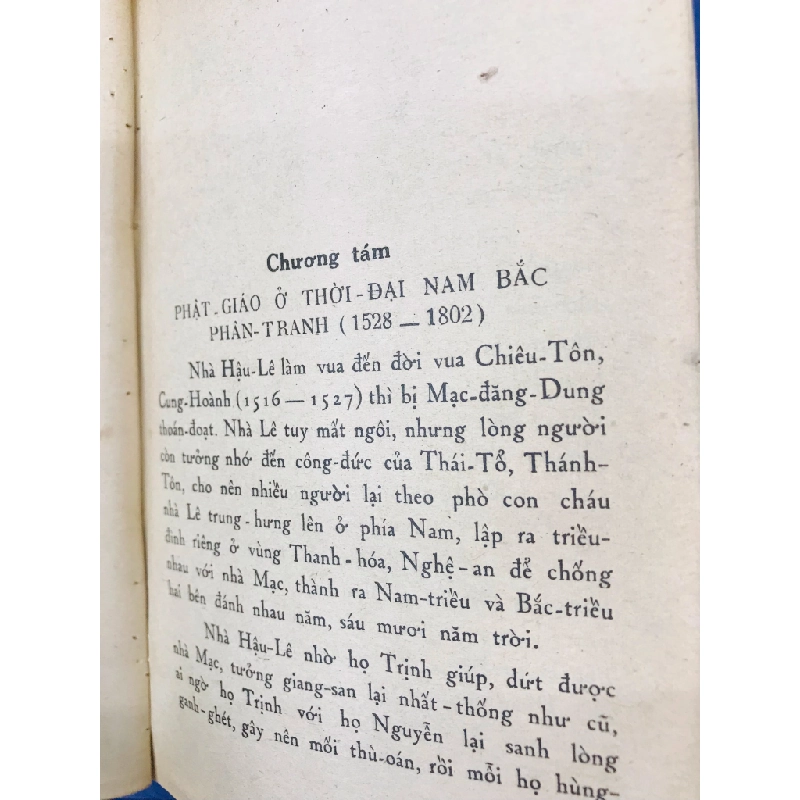 Chương tám
PHẬT-GIÁO Ở THỜI-ĐẠI NAM BẮC
PHÂN-TRANH (1528 — 1802)
Nhà Hậu-Lê làm vua đến đời vua Chiêu-Tôn,
Cung-Hoành (1516 — 1527) thì bị Mạc-đăng-Dung
thoán-đoạt. Nhà Lê tuy mất ngôi, nhưng lòng người
còn tưởng nhớ đến công-đức của Thái-Tổ, Thánh-
Tôn, cho nên nhiều người lại theo phò con cháu
nhà Lê trung-hưng lên ở phía Nam, lập ra triều-
đình riêng ở vùng Thanh-hóa, Nghệ-an để chống
nhau với nhà Mạc, thành ra Nam-triều và Bắc-triều
hai bên đánh nhau năm, sáu mươi năm trời.
Nhà Hậu-Lê nhờ họ Trịnh giúp, dứt được
nhà Mạc, tưởng giang-san lại nhất-thống như cũ,
ai ngờ họ Trịnh với họ Nguyễn lại sanh lòng
ganh-ghét, gây nên mối thù-oán, rồi mỗi họ hùng-